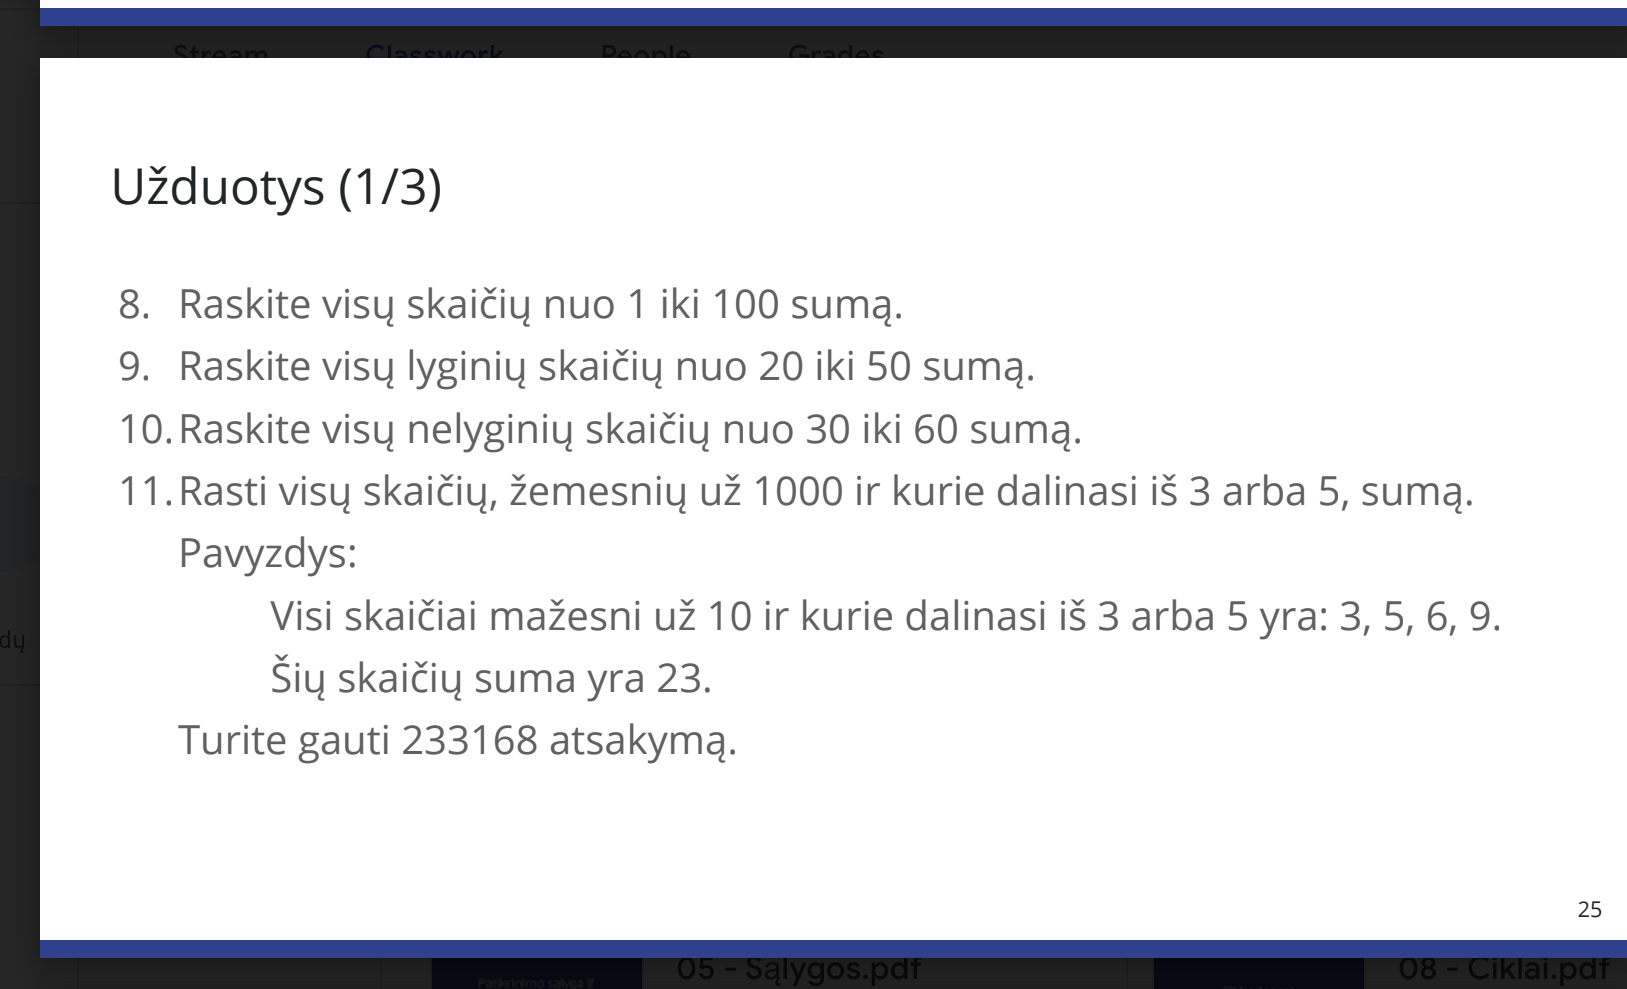 Stream Classwork People Grades
Užduotys (1/3)
8. Raskite visų skaičių nuo 1 iki 100 sumą.
9. Raskite visų lyginių skaičių nuo 20 iki 50 sumą.
10. Raskite visų nelyginių skaičių nuo 30 iki 60 sumą.
11. Rasti visų skaičių, žemesnių už 1000 ir kurie dalinasi iš 3 arba 5, sumą.
Pavyzdys:
Visi skaičiai mažesni už 10 ir kurie dalinasi iš 3 arba 5 yra: 3, 5, 6, 9.
dų
Šių skaičių suma yra 23.
Turite gauti 233168 atsakymą.
25
05 - Sąlygos.pdf
08 - Ciklai.pdf